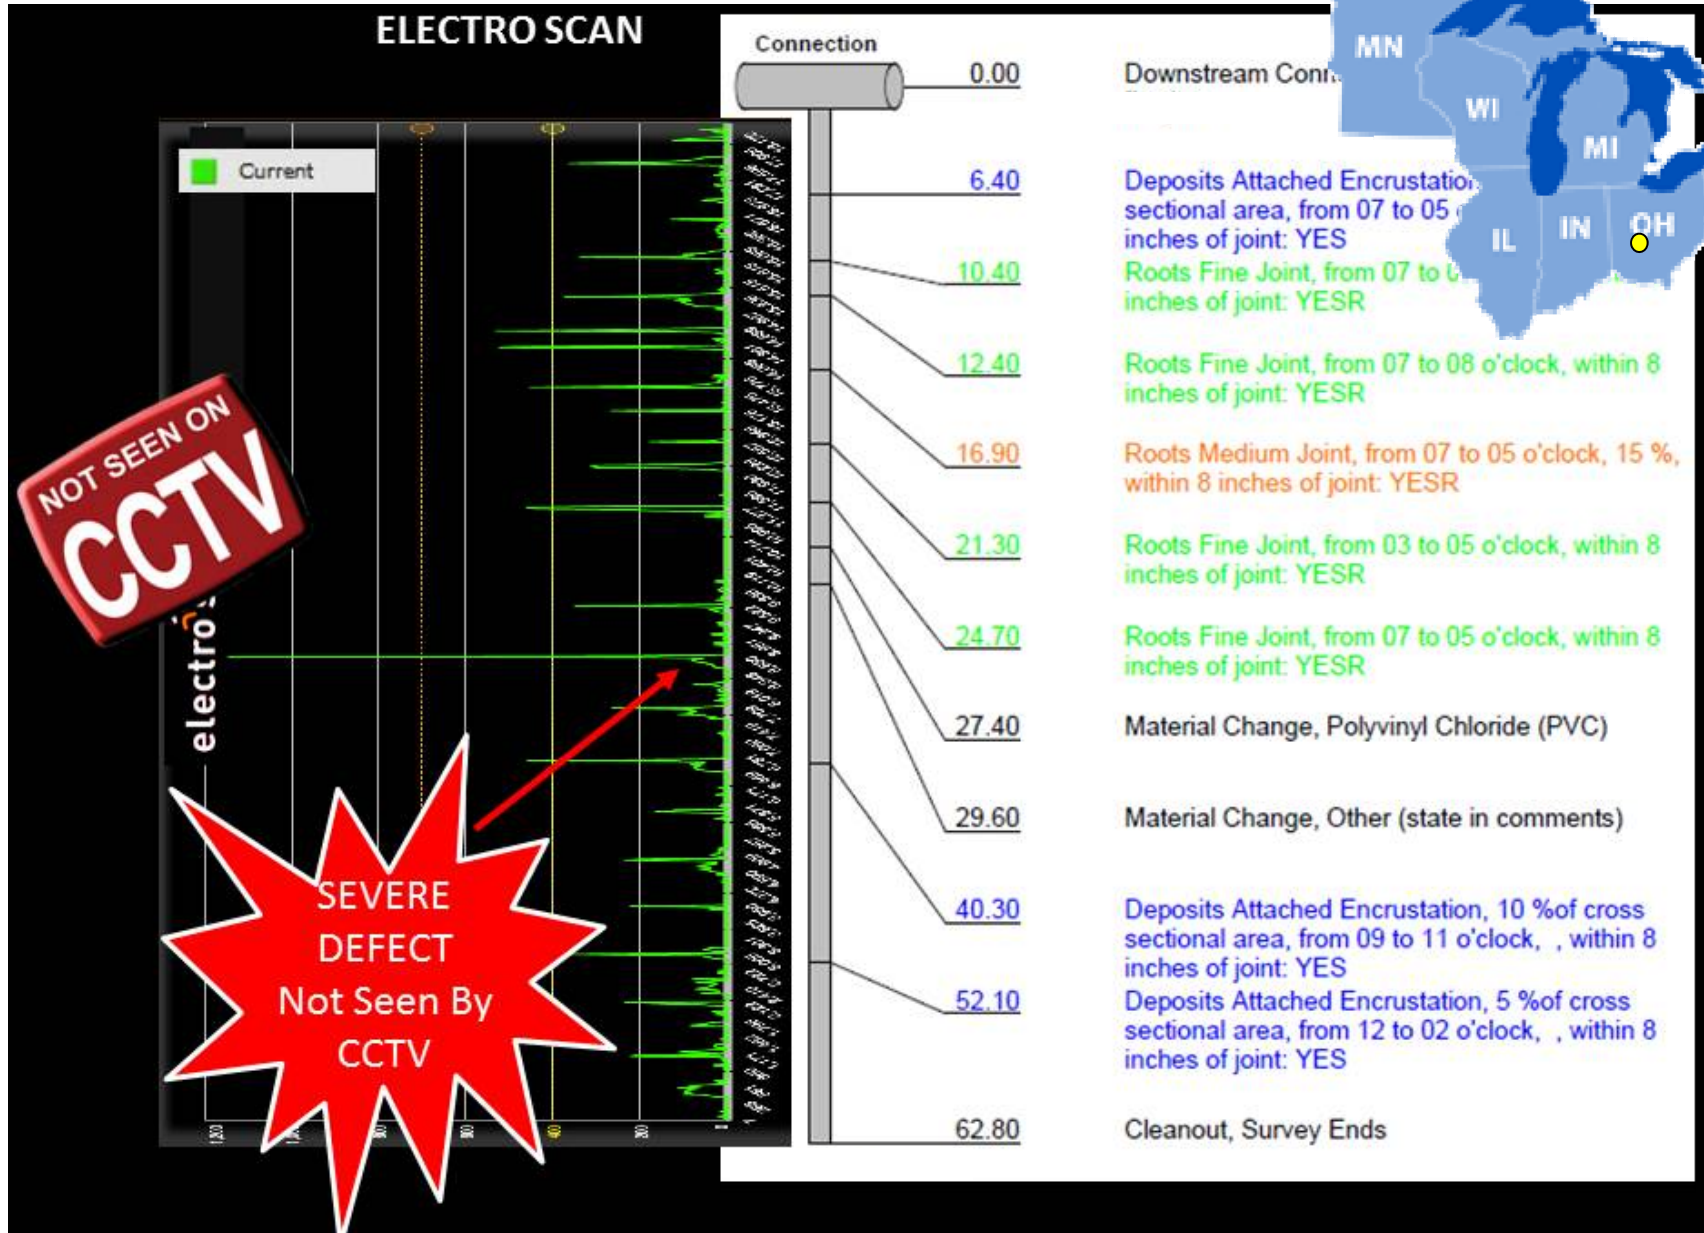 ELECTRO SCAN
Connection
Current
NOT SEEN ON
CCTV
electro
SEVERE
DEFECT
Not Seen By
CCTV
1,200
800
600
400
200
0
0.00
Downstream Conn
6.40
Deposits Attached Encrustation
sectional area, from 07 to 05
inches of joint: YES
10.40
Roots Fine Joint, from 07 to
inches of joint: YESR
12.40
Roots Fine Joint, from 07 to 08 o'clock, within 8
inches of joint: YESR
16.90
Roots Medium Joint, from 07 to 05 o'clock, 15 %,
within 8 inches of joint: YESR
21.30
Roots Fine Joint, from 03 to 05 o'clock, within 8
inches of joint: YESR
24.70
Roots Fine Joint, from 07 to 05 o'clock, within 8
inches of joint: YESR
27.40
Material Change, Polyvinyl Chloride (PVC)
29.60
Material Change, Other (state in comments)
40.30
Deposits Attached Encrustation, 10 %of cross
sectional area, from 09 to 11 o'clock, , within 8
inches of joint: YES
52.10
Deposits Attached Encrustation, 5 %of cross
sectional area, from 12 to 02 o'clock, , within 8
inches of joint: YES
62.80
Cleanout, Survey Ends
MN
WI
MI
IL
IN
OH